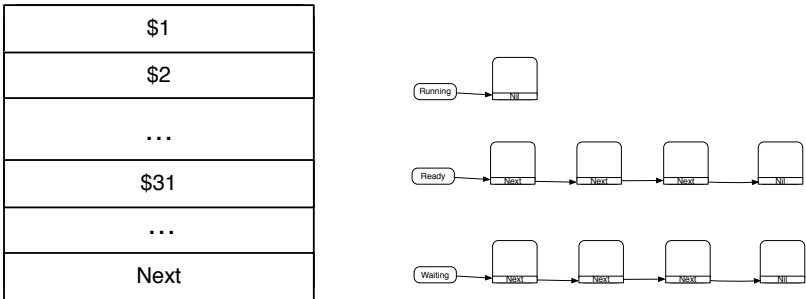 $1
$2
...
$31
...
Next
Running
Nil
Ready
Next Next Next Nil
Waiting
Next Next Next Nil